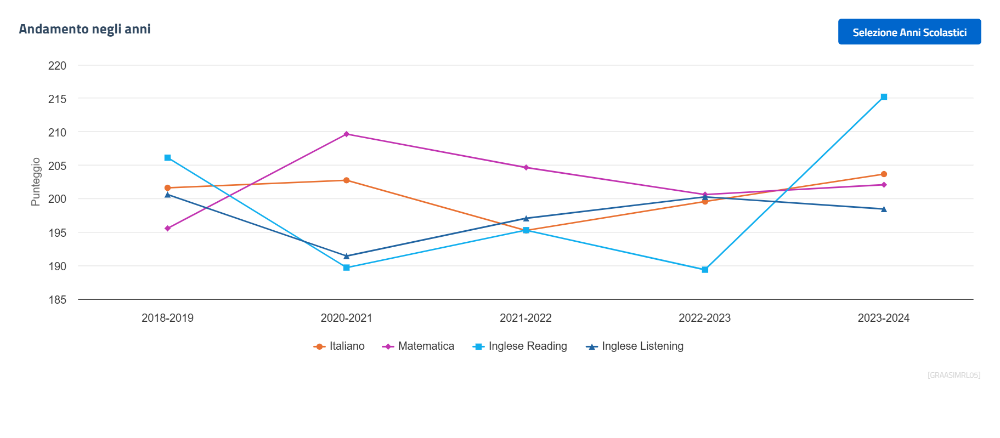 Andamento negli anni
Selezione Anni Scolastici
220
215
210
205
200
195
190
185
Punteggio
2018-2019 2020-2021 2021-2022 2022-2023 2023-2024
Italiano Matematica Inglese Reading Inglese Listening
[GRAASIMRL05]